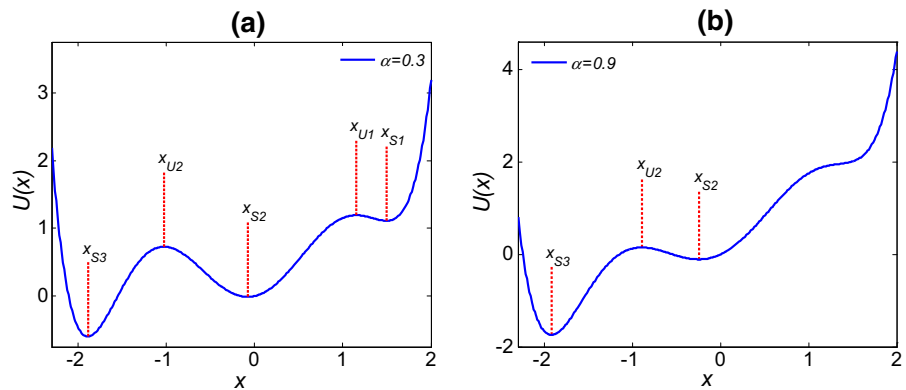 (a)
α=0.3
U(x)
3
2
1
0
x_U1
x_S1
x_U2
x_S2
x_S3
-2
-1
0
1
2
x
(b)
α=0.9
U(x)
4
2
0
-2
x_U2
x_S2
x_S3
-2
-1
0
1
2
x